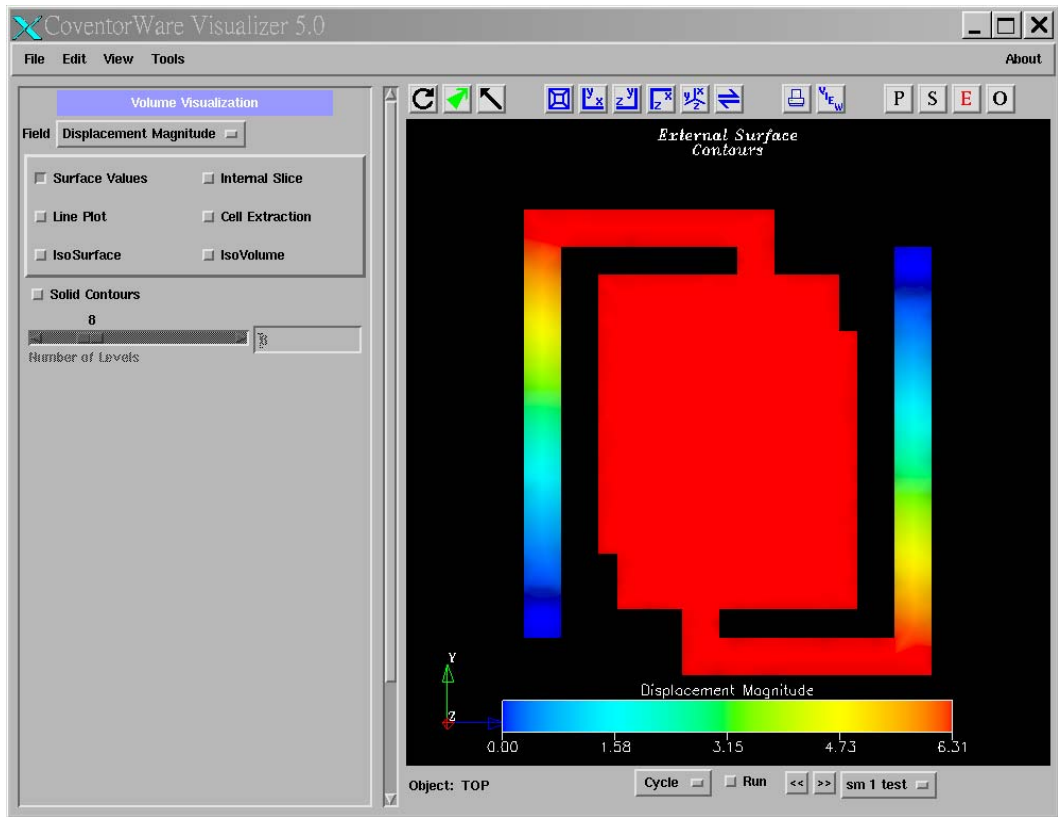 CoventorWare Visualizer 5.0
File Edit View Tools About
Volume Visualization
Field Displacement Magnitude
Surface Values Internal Slice
Line Plot Cell Extraction
IsoSurface IsoVolume
Solid Contours
8
8
Number of Levels
y x z y z x y x z V I E W P S E O
External Surface
Contours
Y
Z
Displacement Magnitude
0.00 1.58 3.15 4.73 6.31
Object: TOP Cycle Run << >> sm 1 test